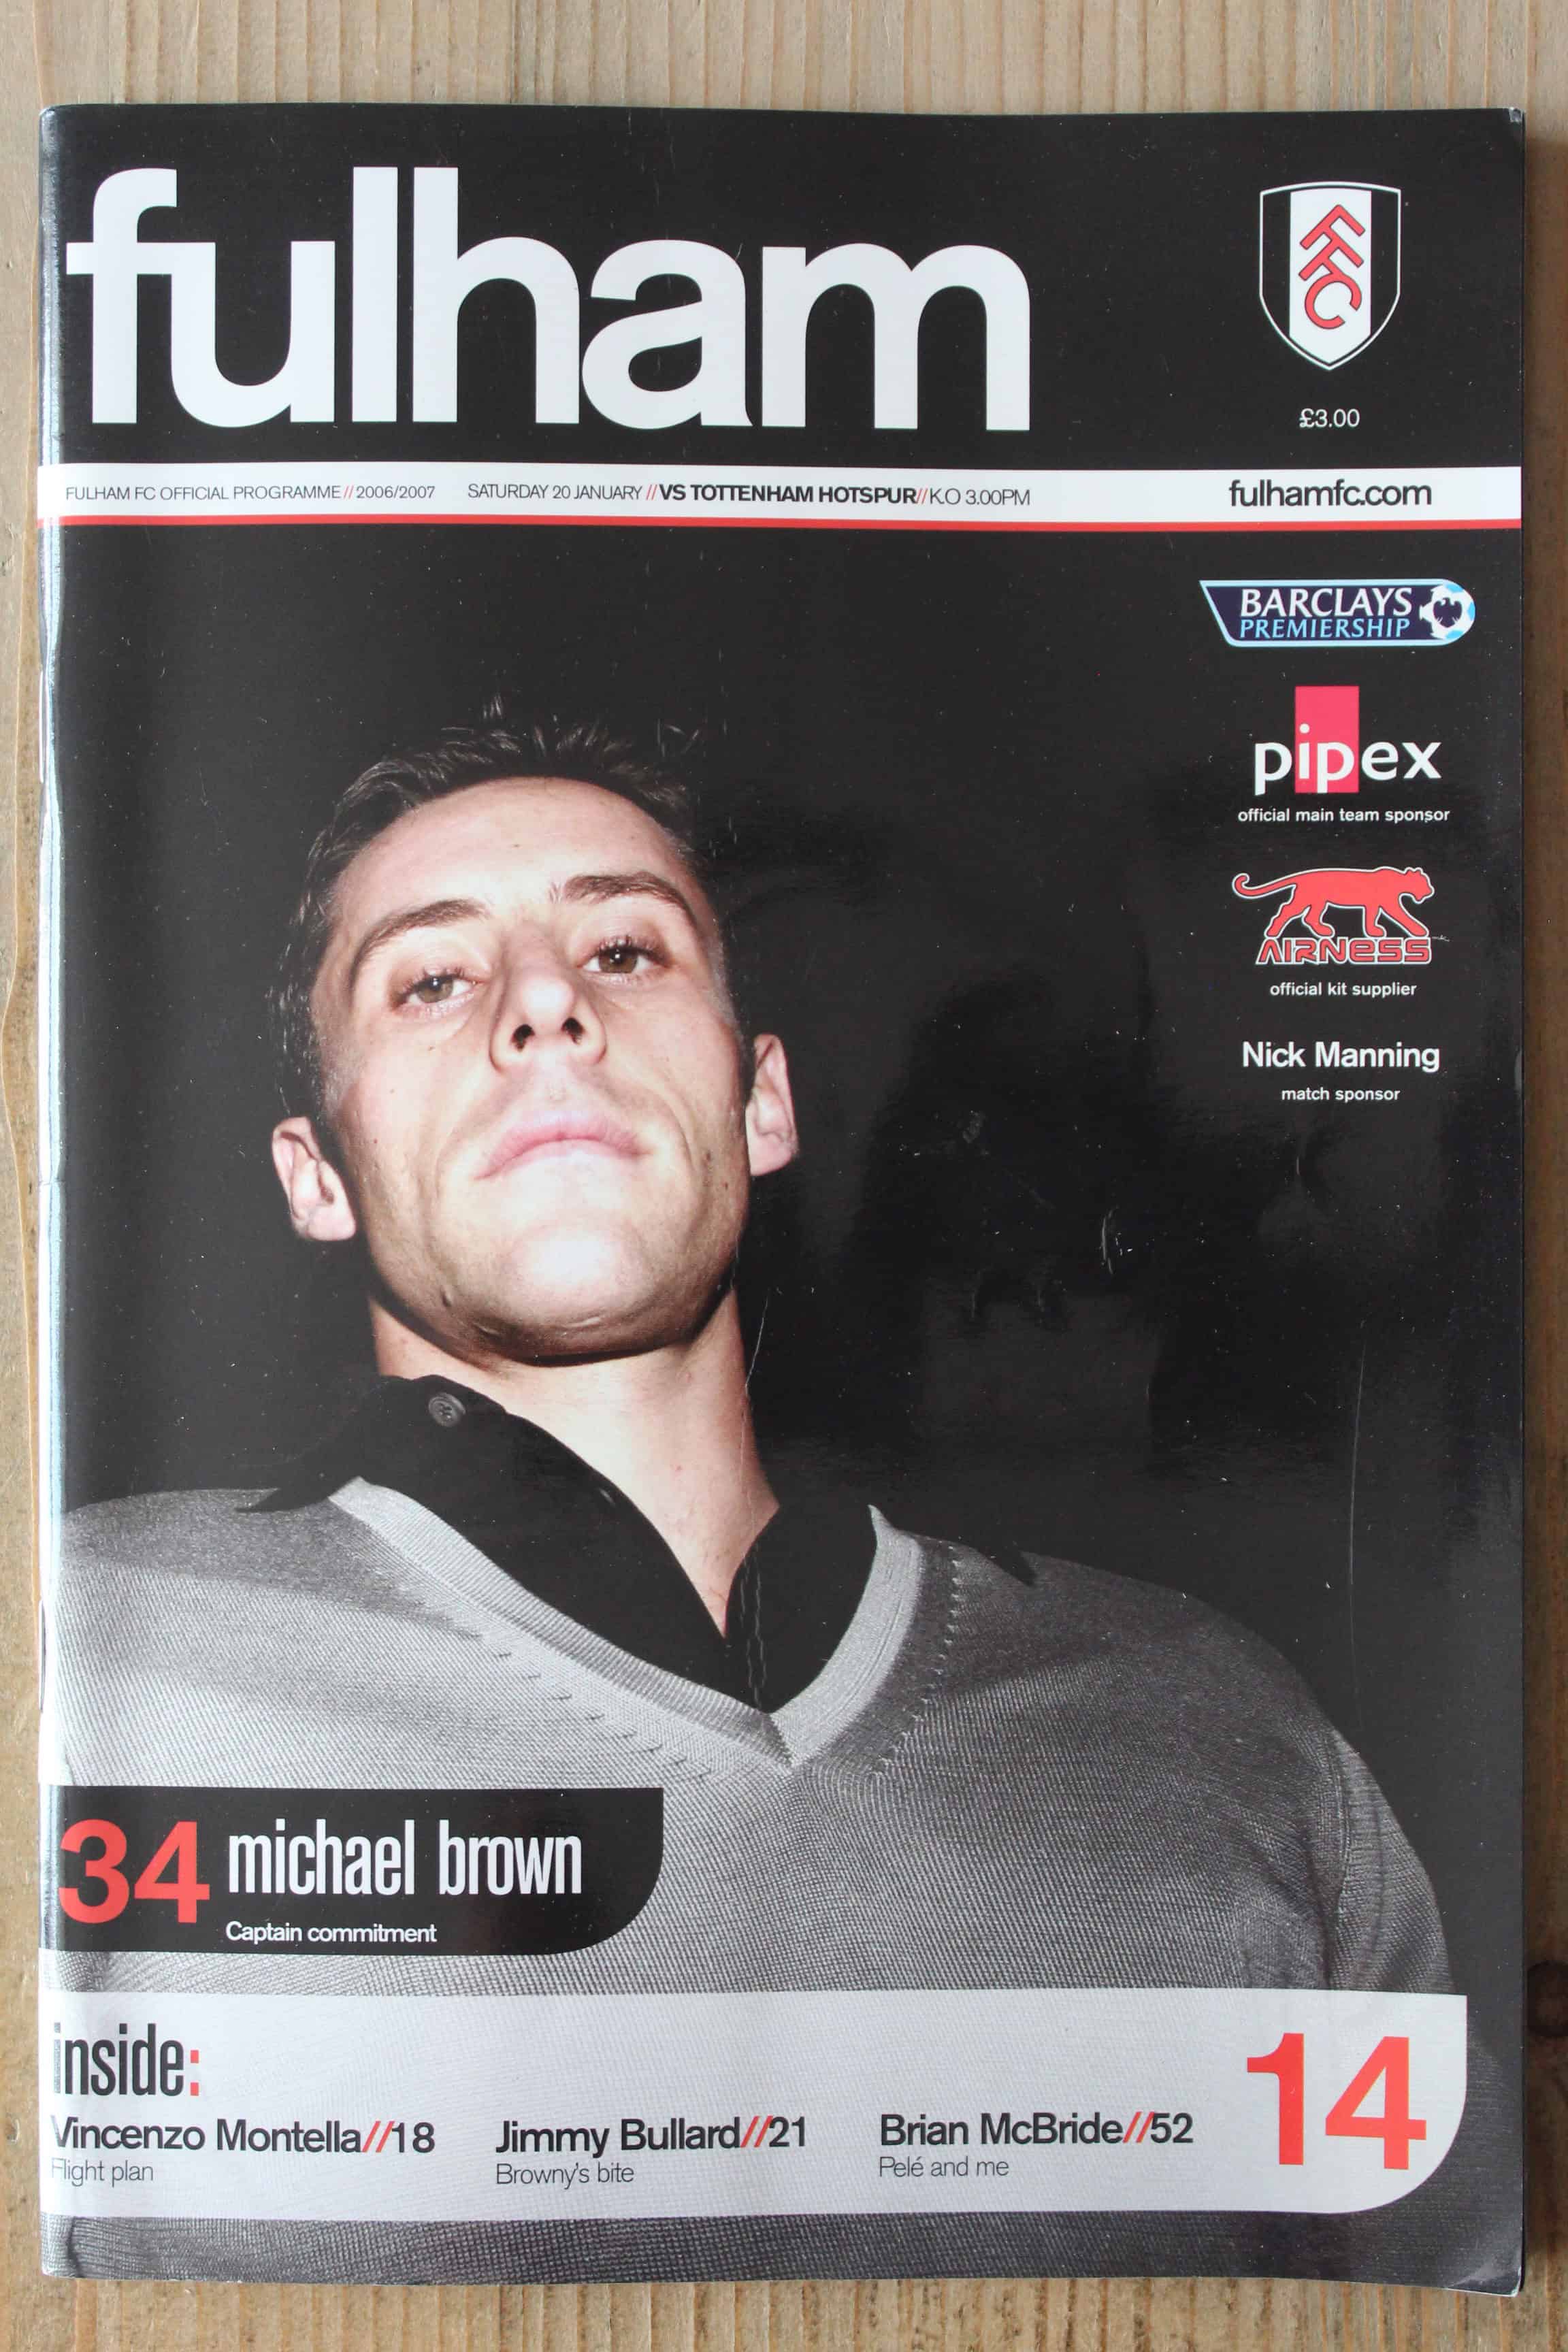 fulham
FFC
£3.00
FULHAM FC OFFICIAL PROGRAMME//2006/2007 SATURDAY 20 JANUARY//VS TOTTENHAM HOTSPUR//K.O 3.00PM fulhamfc.com
BARCLAYS
PREMIERSHIP
pipex
official main team sponsor
AIRNESS
official kit supplier
Nick Manning
match sponsor
34 michael brown
Captain commitment
inside:
Vincenzo Montella//18 Jimmy Bullard//21 Brian McBride//52
Flight plan Browny's bite Pelé and me
14